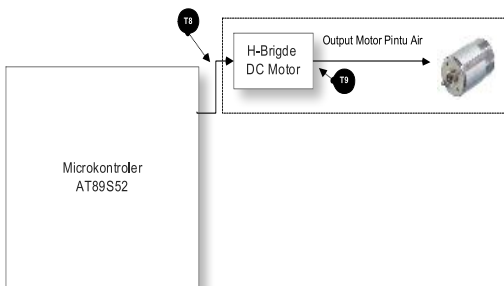 T8
H-Brigde
DC Motor
Output Motor Pintu Air
T9
Microkontroler
AT89S52